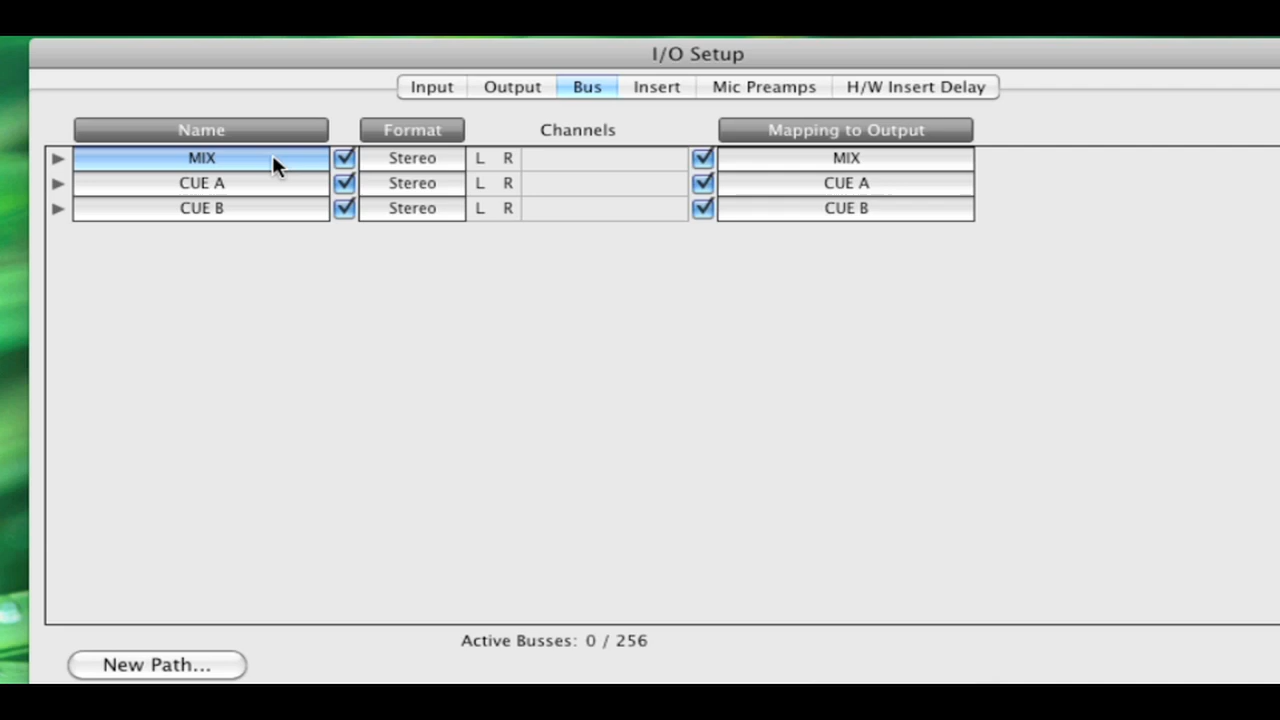 I/O Setup
Input Output Bus Insert Mic Preamps H/W Insert Delay
Name Format Channels Mapping to Output
MIX Stereo L R MIX
CUE A Stereo L R CUE A
CUE B Stereo L R CUE B
Active Busses: 0 / 256
New Path...